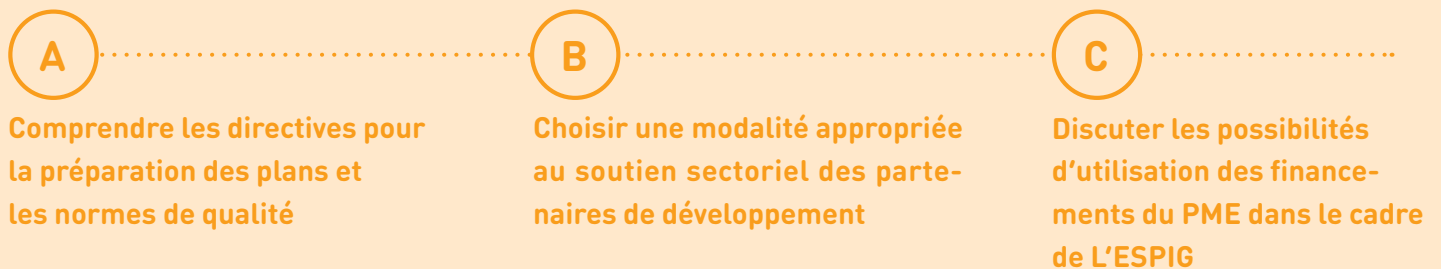 A
Comprendre les directives pour
la préparation des plans et
les normes de qualité
B
Choisir une modalité appropriée
au soutien sectoriel des parte-
naires de développement
C
Discuter les possibilités
d'utilisation des finance-
ments du PME dans le cadre
de L'ESPIG